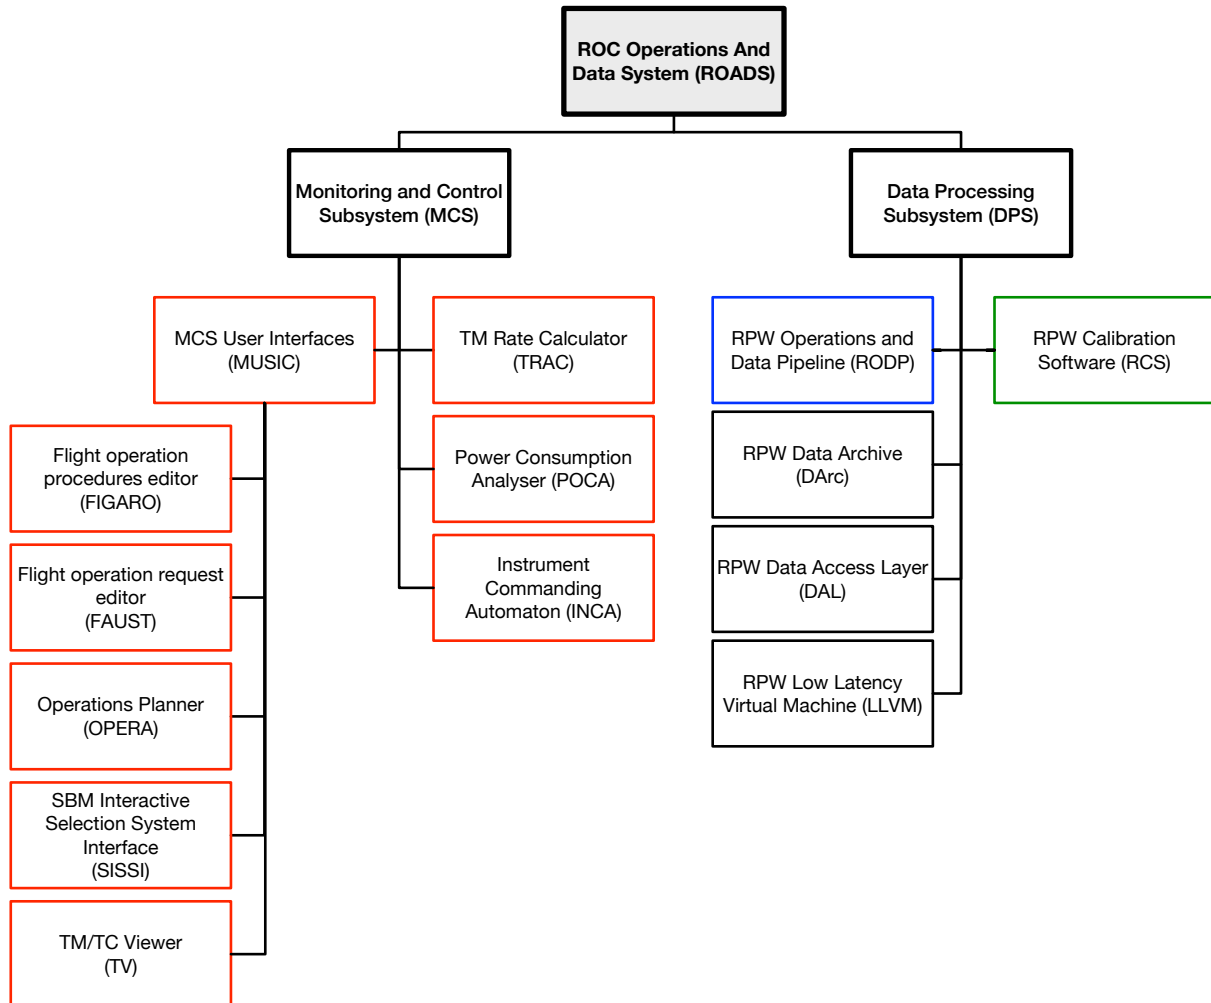 ROC Operations And
Data System (ROADS)
Monitoring and Control
Subsystem (MCS)
Data Processing
Subsystem (DPS)
MCS User Interfaces
(MUSIC)
TM Rate Calculator
(TRAC)
RPW Operations and
Data Pipeline (RODP)
RPW Calibration
Software (RCS)
Flight operation
procedures editor
(FIGARO)
Power Consumption
Analyser (POCA)
RPW Data Archive
(DArc)
Flight operation request
editor
(FAUST)
Instrument
Commanding
Automaton (INCA)
RPW Data Access Layer
(DAL)
Operations Planner
(OPERA)
RPW Low Latency
Virtual Machine (LLVM)
SBM Interactive
Selection System
Interface
(SISSI)
TM/TC Viewer
(TV)